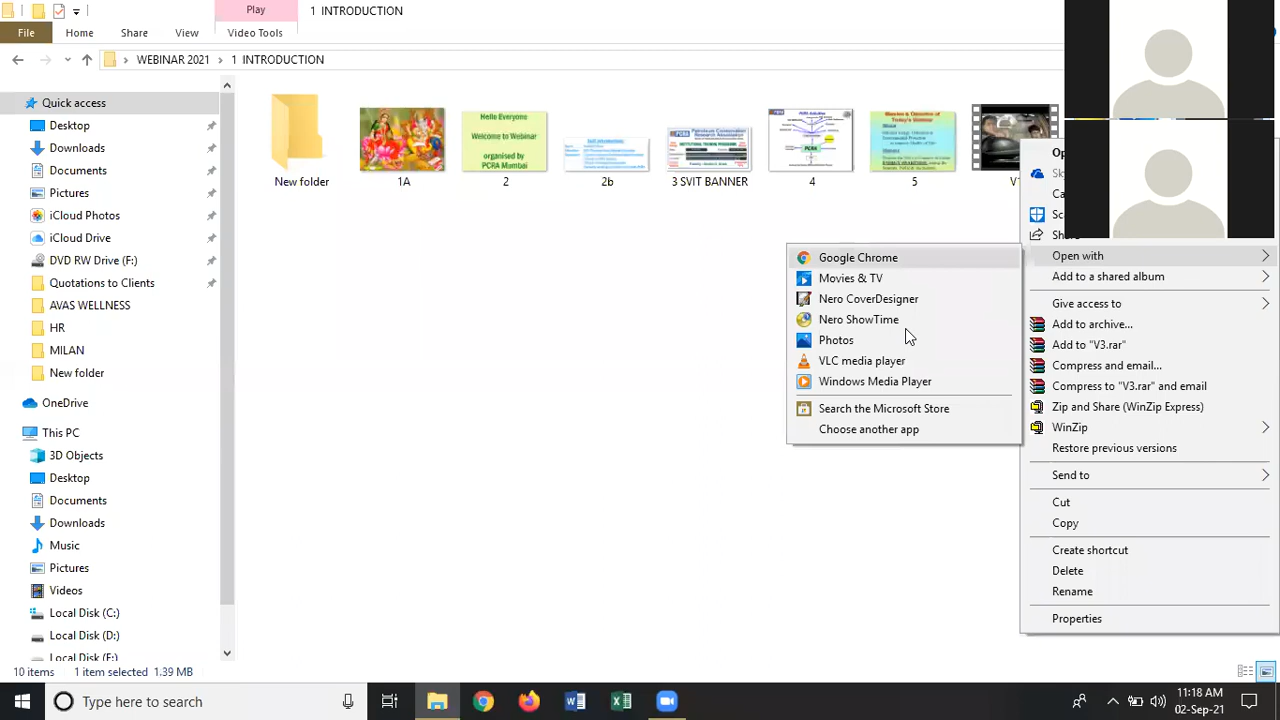 Play
1 INTRODUCTION
File
Home
Share
View
Video Tools
WEBINAR 2021
1 INTRODUCTION
Quick access
Desktop
Downloads
Documents
Pictures
iCloud Photos
iCloud Drive
DVD RW Drive (F:)
Quotations to Clients
AVAS WELLNESS
HR
MILAN
New folder
OneDrive
This PC
3D Objects
Desktop
Documents
Downloads
Music
Pictures
Videos
Local Disk (C:)
Local Disk (D:)
Local Disk (E:)
Hello Everyone
Welcome to Webinar
organised by
PCRA Mumbai
PCRA
New folder
1A
2
2b
3 SVIT BANNER
4
5
Google Chrome
Movies & TV
Nero CoverDesigner
Nero ShowTime
Photos
VLC media player
Windows Media Player
Search the Microsoft Store
Choose another app
Open with
Add to a shared album
Give access to
Add to archive...
Add to "V3.rar"
Compress and email...
Compress to "V3.rar" and email
Zip and Share (WinZip Express)
WinZip
Restore previous versions
Send to
Cut
Copy
Create shortcut
Delete
Rename
Properties
10 items
1 item selected 1.39 MB
Type here to search
11:18 AM
02-Sep-21